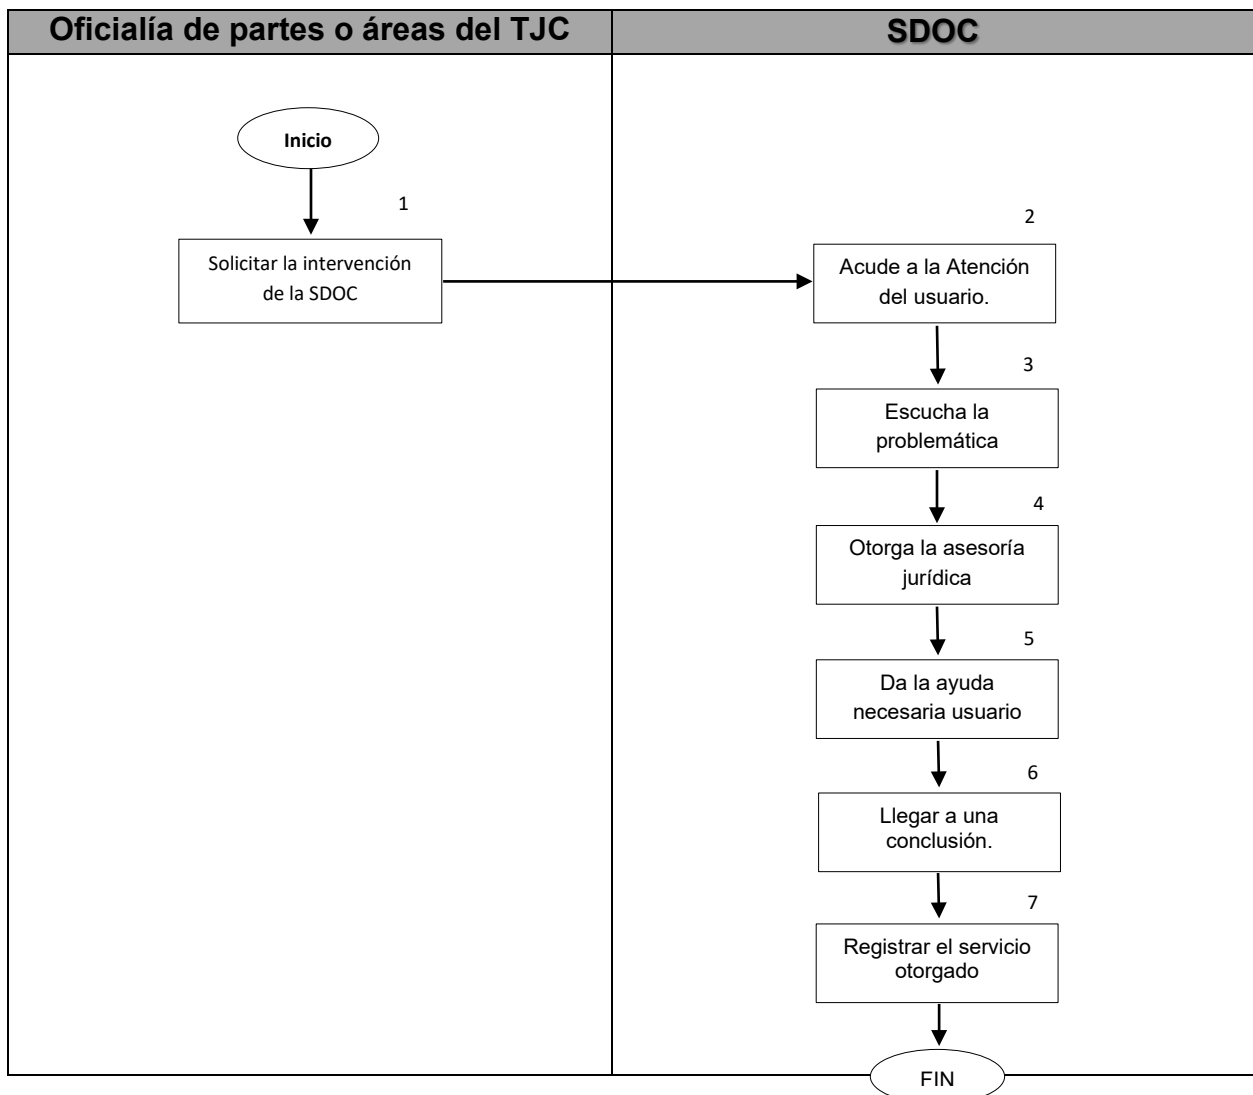 Oficialía de partes o áreas del TJC
SDOC
Inicio
1
Solicitar la intervención
de la SDOC
2
Acude a la Atención
del usuario.
3
Escucha la
problemática
4
Otorga la asesoría
jurídica
5
Da la ayuda
necesaria usuario
6
Llegar a una
conclusión.
7
Registrar el servicio
otorgado
FIN